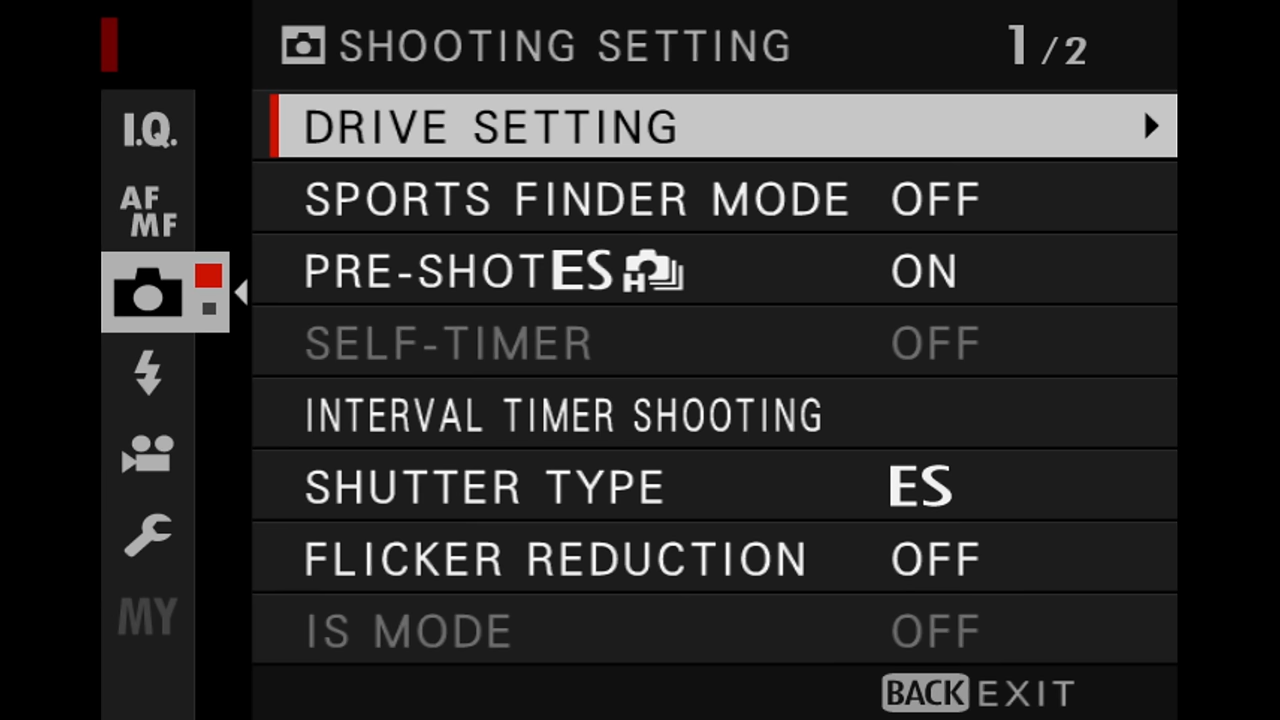 SHOOTING SETTING 1/2
I.Q.
AF
MF
MY
DRIVE SETTING
SPORTS FINDER MODE OFF
PRE-SHOT ES H ON
SELF-TIMER OFF
INTERVAL TIMER SHOOTING
SHUTTER TYPE ES
FLICKER REDUCTION OFF
IS MODE OFF
BACK EXIT